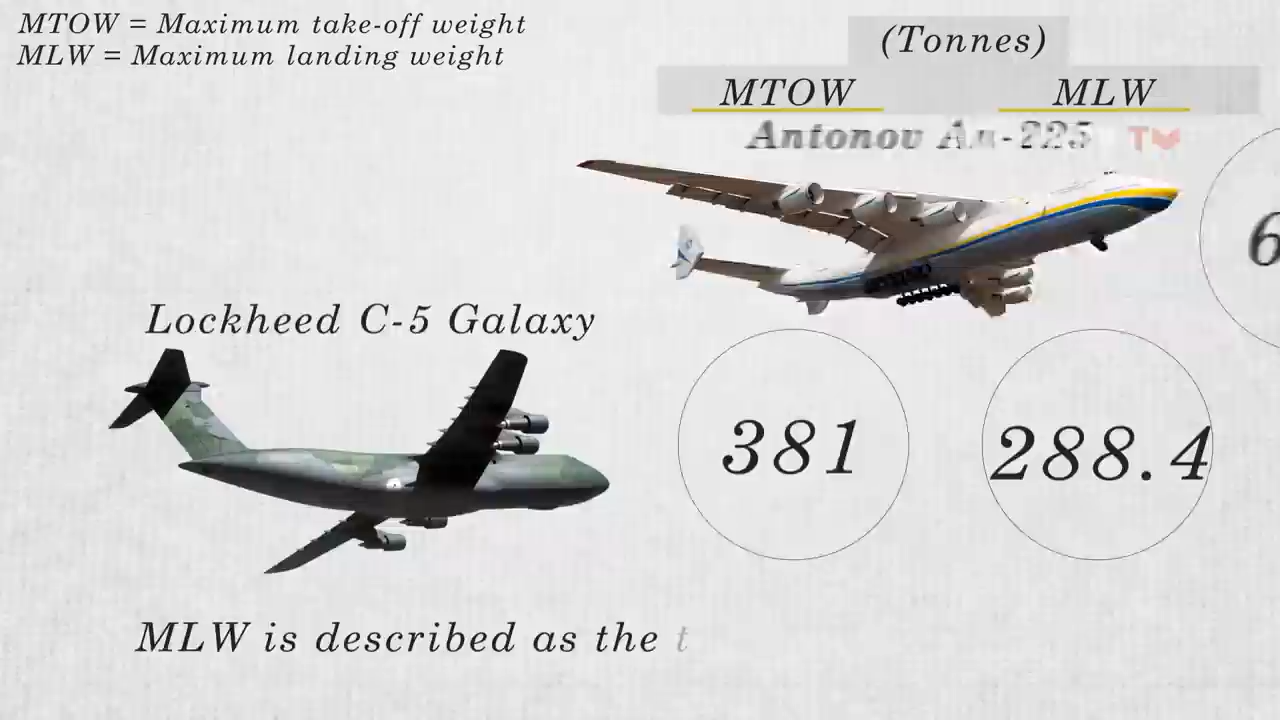 MTOW = Maximum take-off weight
MLW = Maximum landing weight
(Tonnes)
MTOW MLW
Antonov An-225
6
Lockheed C-5 Galaxy
381
288.4
MLW is described as the t